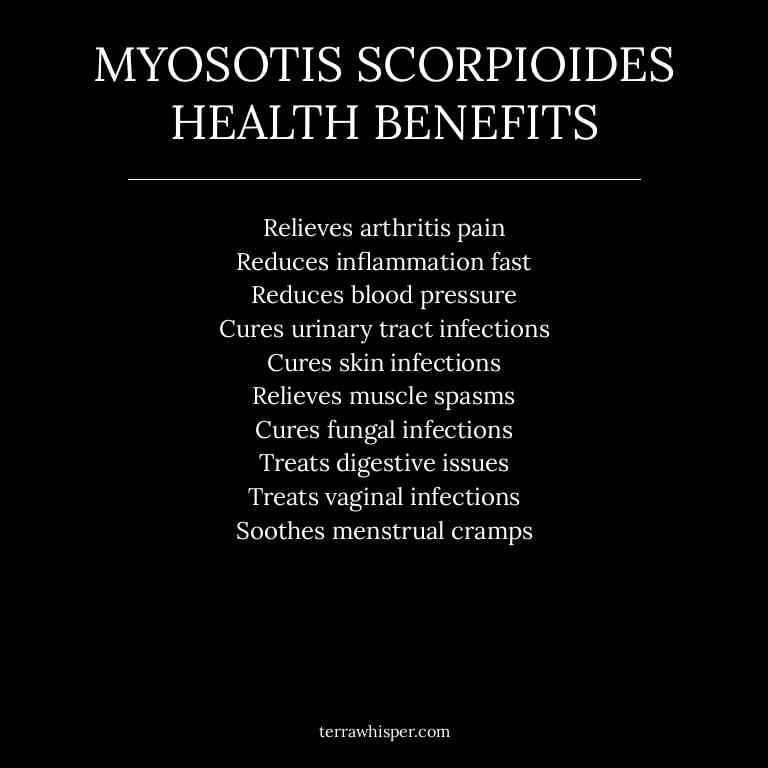 MYOSOTIS SCORPIOIDES
HEALTH BENEFITS
Relieves arthritis pain
Reduces inflammation fast
Reduces blood pressure
Cures urinary tract infections
Cures skin infections
Relieves muscle spasms
Cures fungal infections
Treats digestive issues
Treats vaginal infections
Soothes menstrual cramps
terrawhisper.com